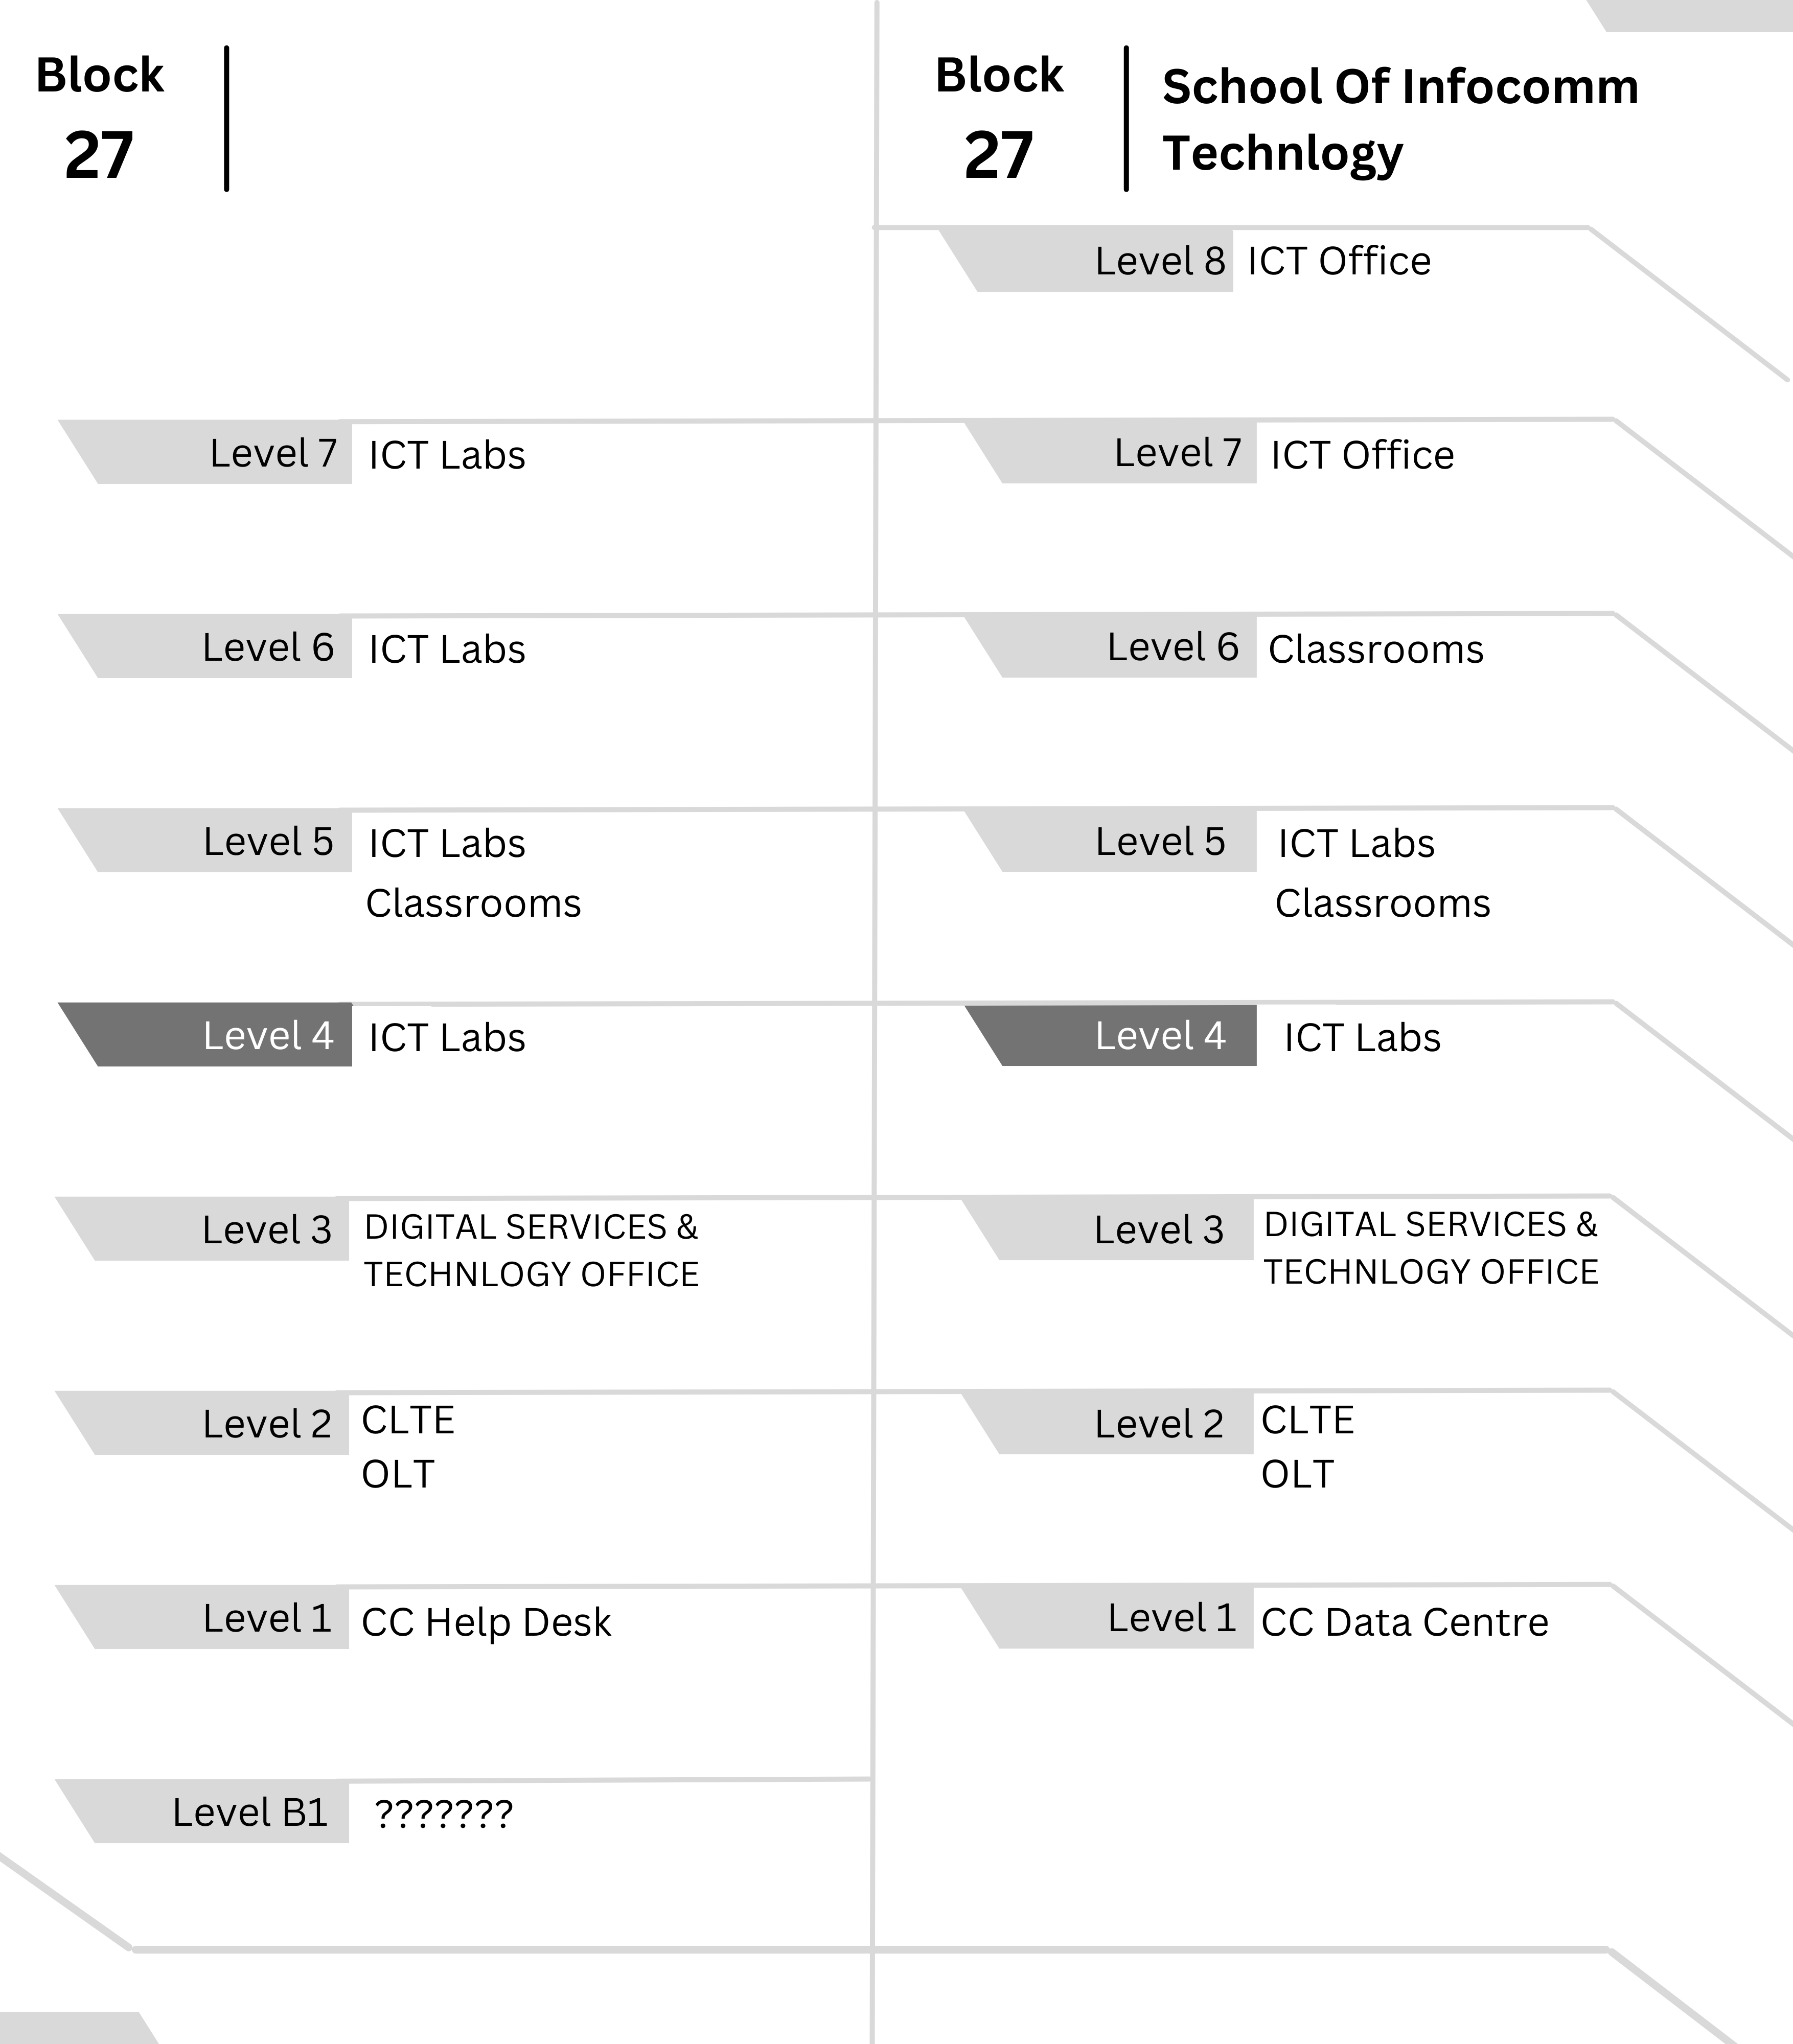 Block
27
Level 7 ICT Labs
Level 6 ICT Labs
Level 5 ICT Labs
Classrooms
Level 4 ICT Labs
Level 3 DIGITAL SERVICES &
TECHNLOGY OFFICE
Level 2 CLTE
OLT
Level 1 CC Help Desk
Level B1 ???????
Block
27
School Of Infocomm
Technlogy
Level 8 ICT Office
Level 7 ICT Office
Level 6 Classrooms
Level 5 ICT Labs
Classrooms
Level 4 ICT Labs
Level 3 DIGITAL SERVICES &
TECHNLOGY OFFICE
Level 2 CLTE
OLT
Level 1 CC Data Centre